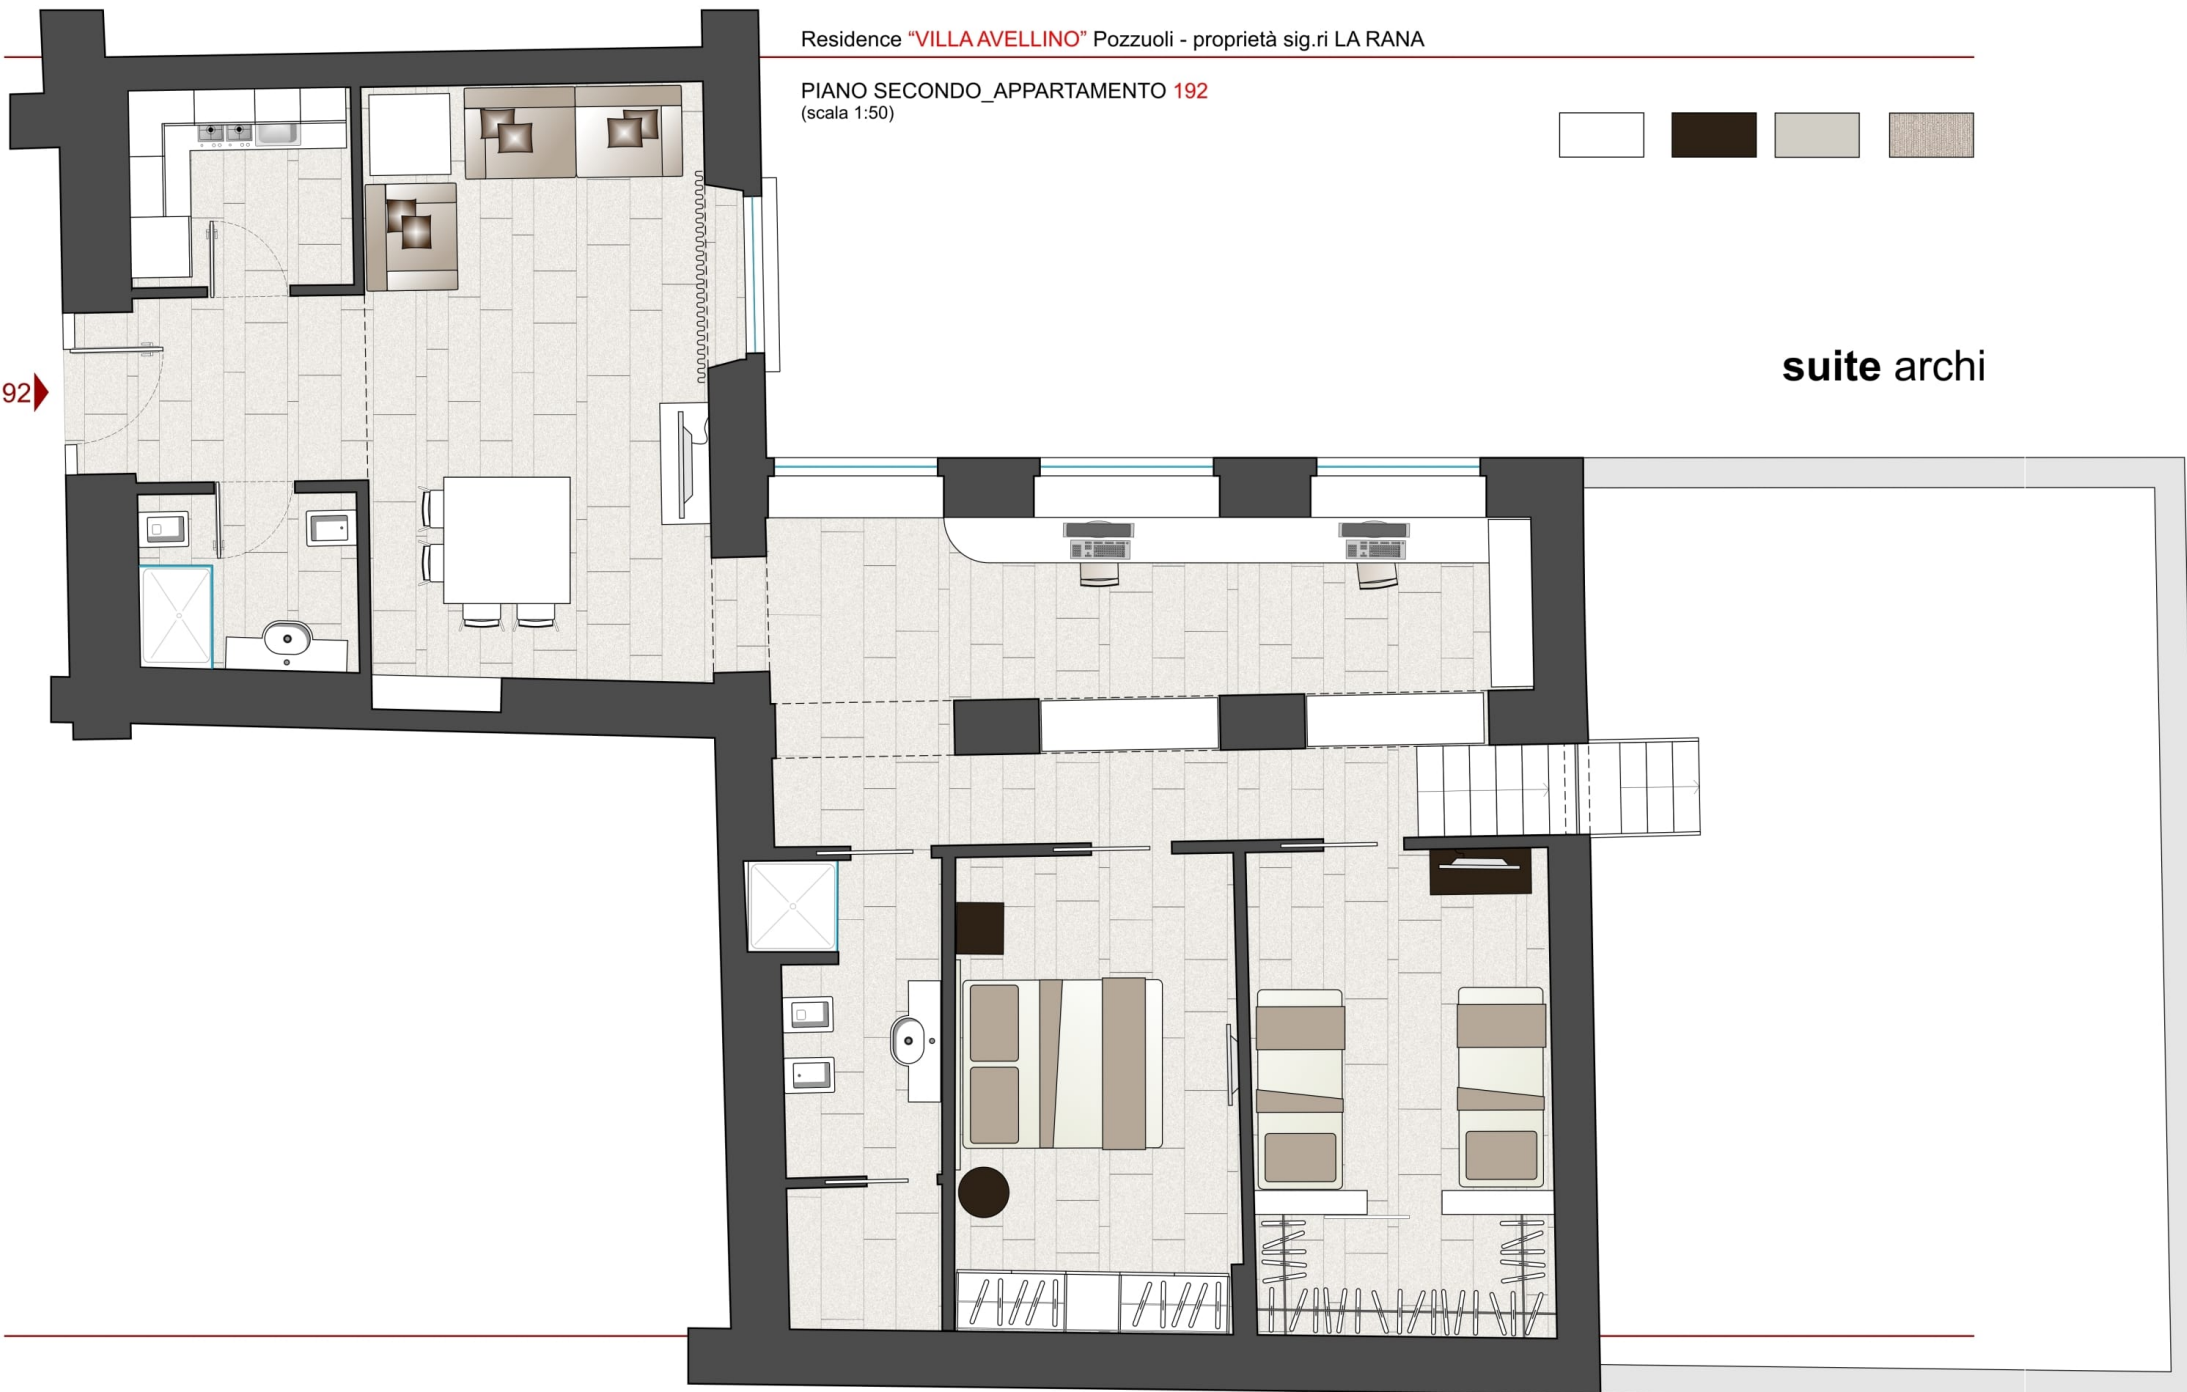 Residence “VILLA AVELLINO” Pozzuoli - proprietà sig.ri LA RANA
PIANO SECONDO_APPARTAMENTO 192
(scala 1:50)
suite archi
92